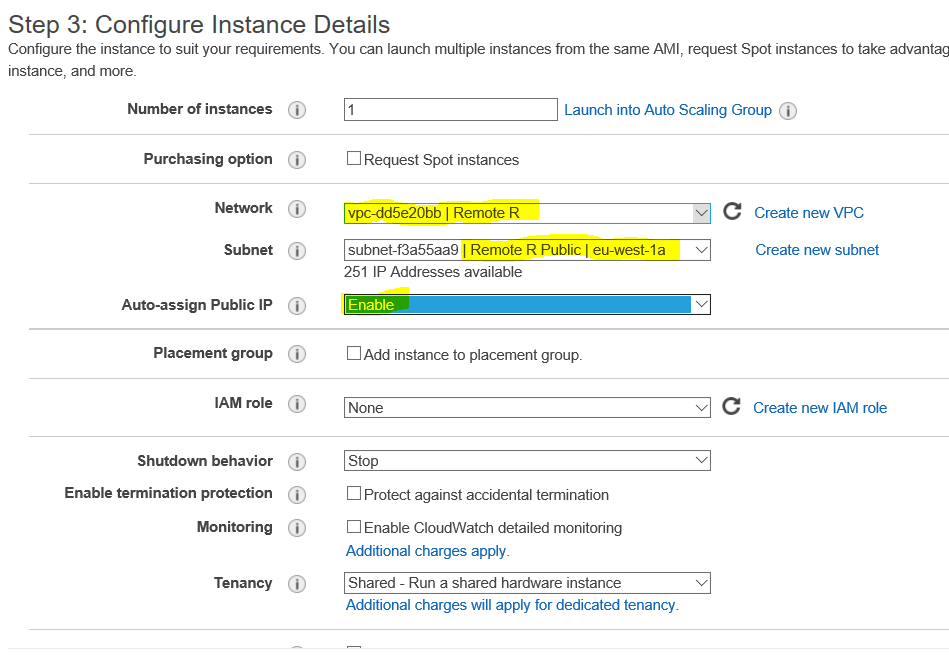 Step 3: Configure Instance Details
Configure the instance to suit your requirements. You can launch multiple instances from the same AMI, request Spot instances to take advantag
instance, and more.
Number of instances i 1 Launch into Auto Scaling Group i
Purchasing option i Request Spot instances
Network i vpc-dd5e20bb | Remote R Create new VPC
Subnet i subnet-f3a55aa9 | Remote R Public | eu-west-1a Create new subnet
251 IP Addresses available
Auto-assign Public IP i Enable
Placement group i Add instance to placement group.
IAM role i None Create new IAM role
Shutdown behavior i Stop
Enable termination protection i Protect against accidental termination
Monitoring i Enable CloudWatch detailed monitoring
Additional charges apply.
Tenancy i Shared - Run a shared hardware instance
Additional charges will apply for dedicated tenancy.